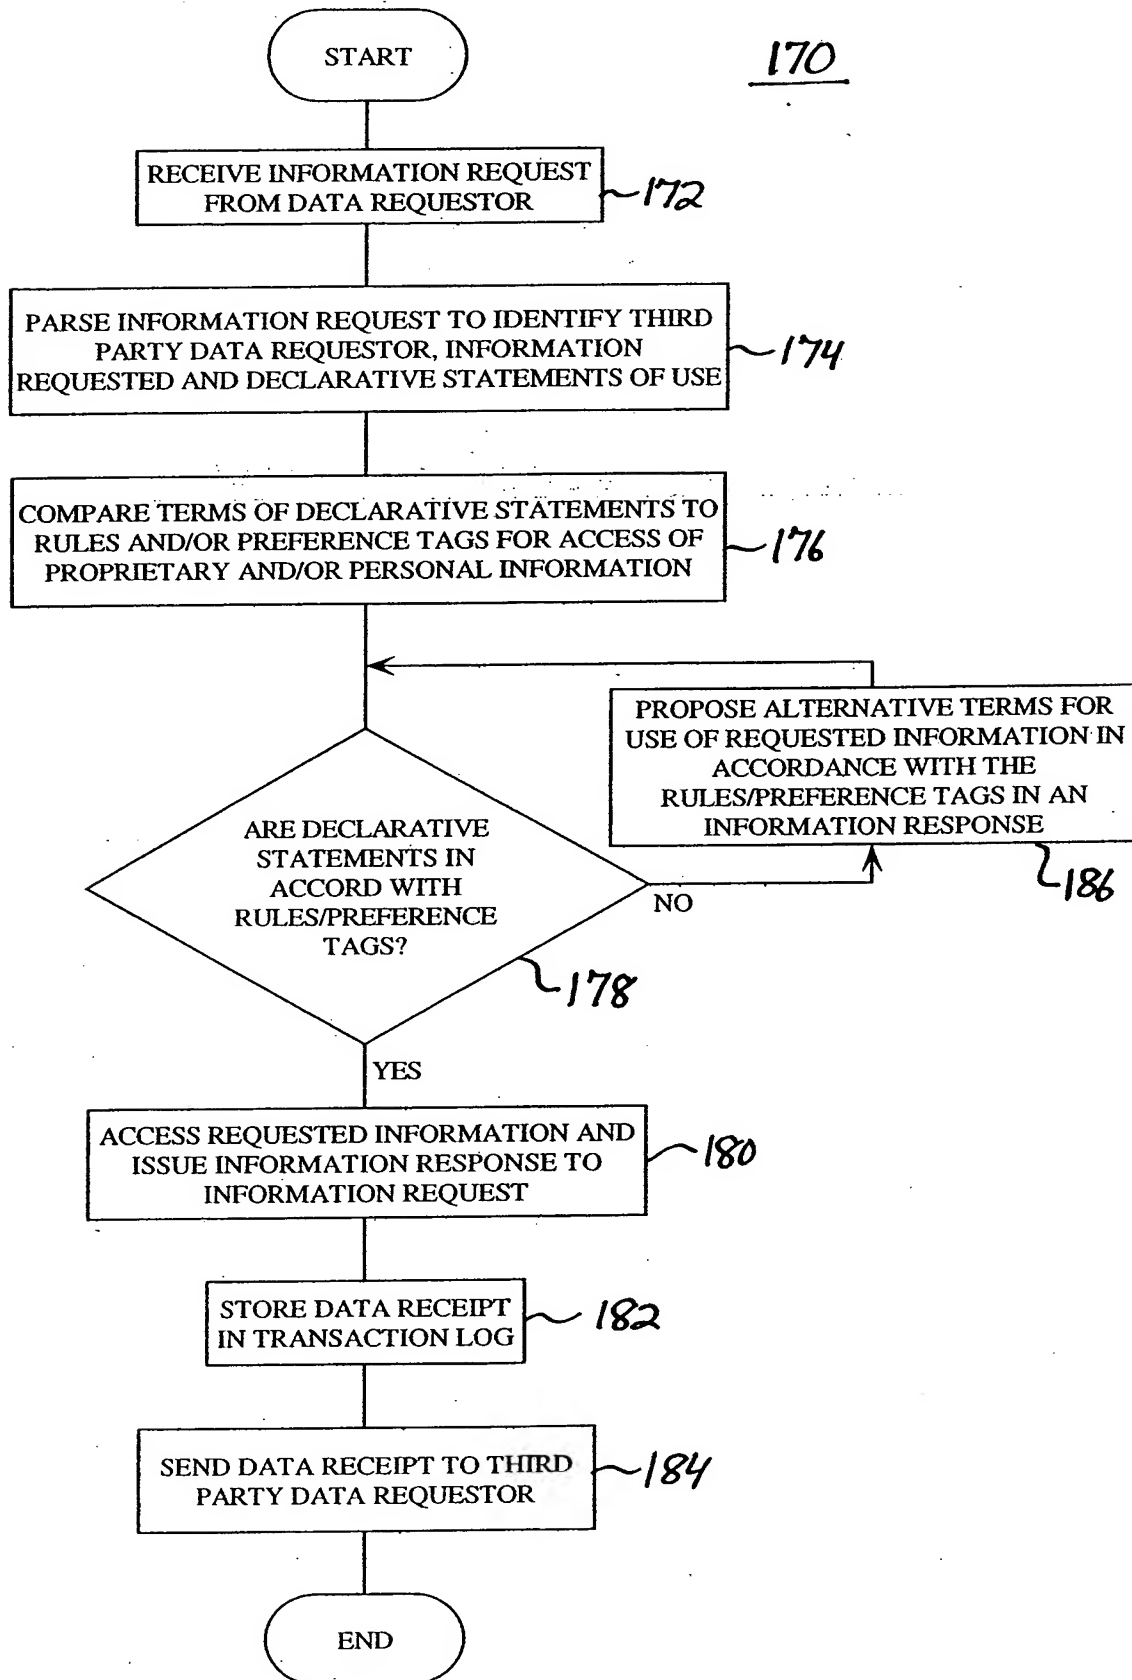 START
170
RECEIVE INFORMATION REQUEST
FROM DATA REQUESTOR
172
PARSE INFORMATION REQUEST TO IDENTIFY THIRD
PARTY DATA REQUESTOR, INFORMATION
REQUESTED AND DECLARATIVE STATEMENTS OF USE
174
COMPARE TERMS OF DECLARATIVE STATEMENTS TO
RULES AND/OR PREFERENCE TAGS FOR ACCESS OF
PROPRIETARY AND/OR PERSONAL INFORMATION
176
PROPOSE ALTERNATIVE TERMS FOR
USE OF REQUESTED INFORMATION IN
ACCORDANCE WITH THE
RULES/PREFERENCE TAGS IN AN
INFORMATION RESPONSE
186
ARE DECLARATIVE
STATEMENTS IN
ACCORD WITH
RULES/PREFERENCE
TAGS?
NO
178
YES
ACCESS REQUESTED INFORMATION AND
ISSUE INFORMATION RESPONSE TO
INFORMATION REQUEST
180
STORE DATA RECEIPT
IN TRANSACTION LOG
182
SEND DATA RECEIPT TO THIRD
PARTY DATA REQUESTOR
184
END